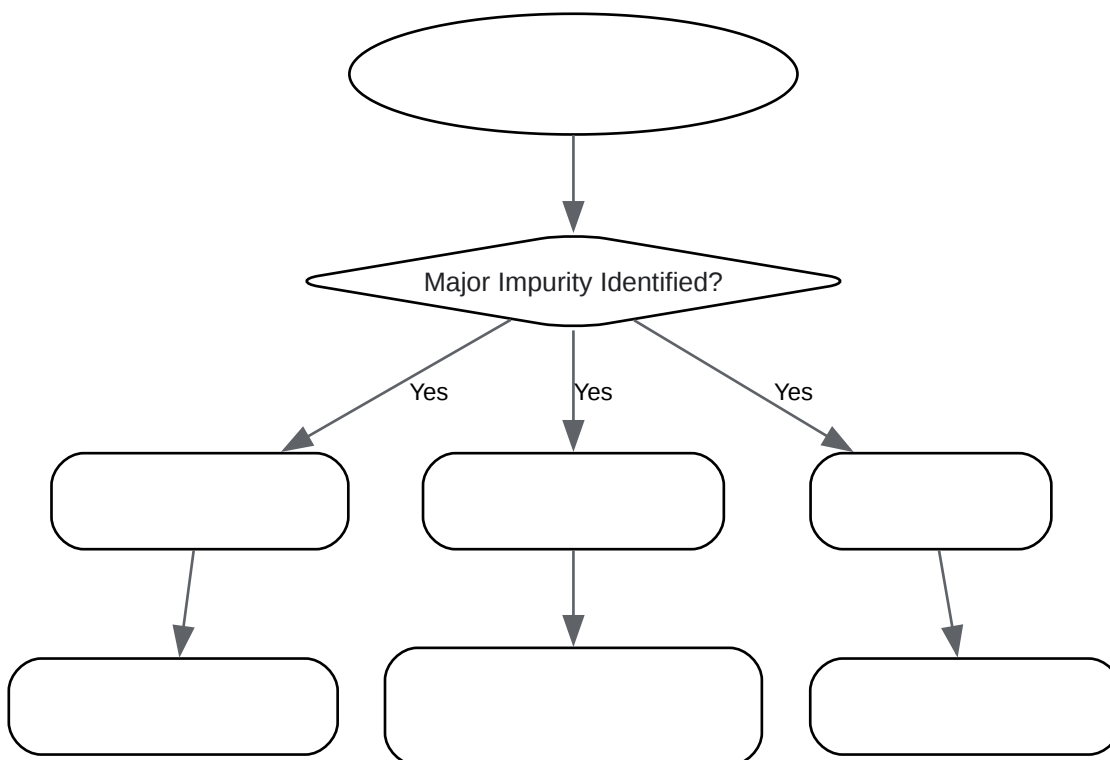 Major Impurity Identified?
Yes
Yes
Yes